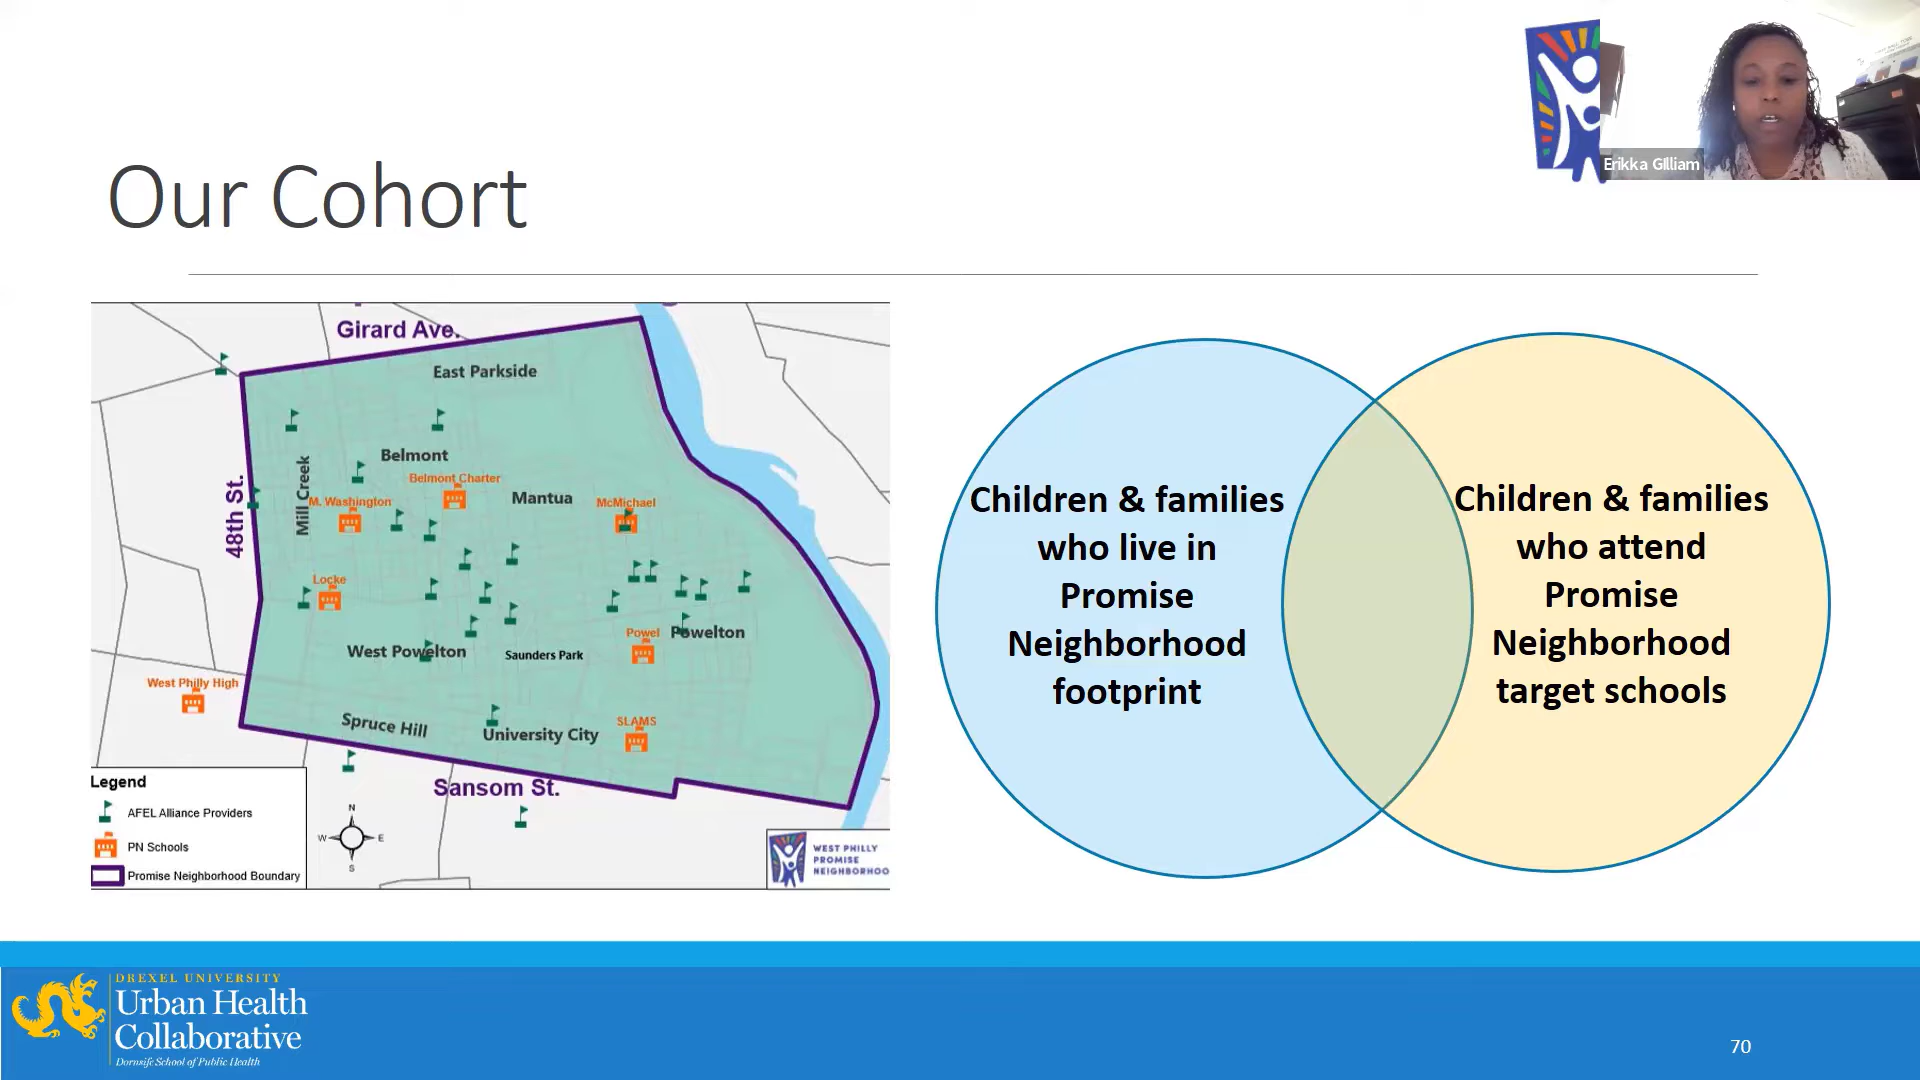 Erikka GIlliam
Our Cohort
Girard Ave.
East Parkside
Belmont
Mill Creek
48th St.
Belmont Charter
M. Washington
Mantua
McMichael
Locke
Powel
Powelton
West Powelton
Saunders Park
West Philly High
SLAMS
Spruce Hill
University City
Sansom St.
Legend
AFEL Alliance Providers
PN Schools
Promise Neighborhood Boundary
N
W
E
S
WEST PHILLY
PROMISE
NEIGHBORHOO
Children & families
who live in
Promise
Neighborhood
footprint
Children & families
who attend
Promise
Neighborhood
target schools
DREXEL UNIVERSITY
Urban Health
Collaborative
Dornsife School of Public Health
70